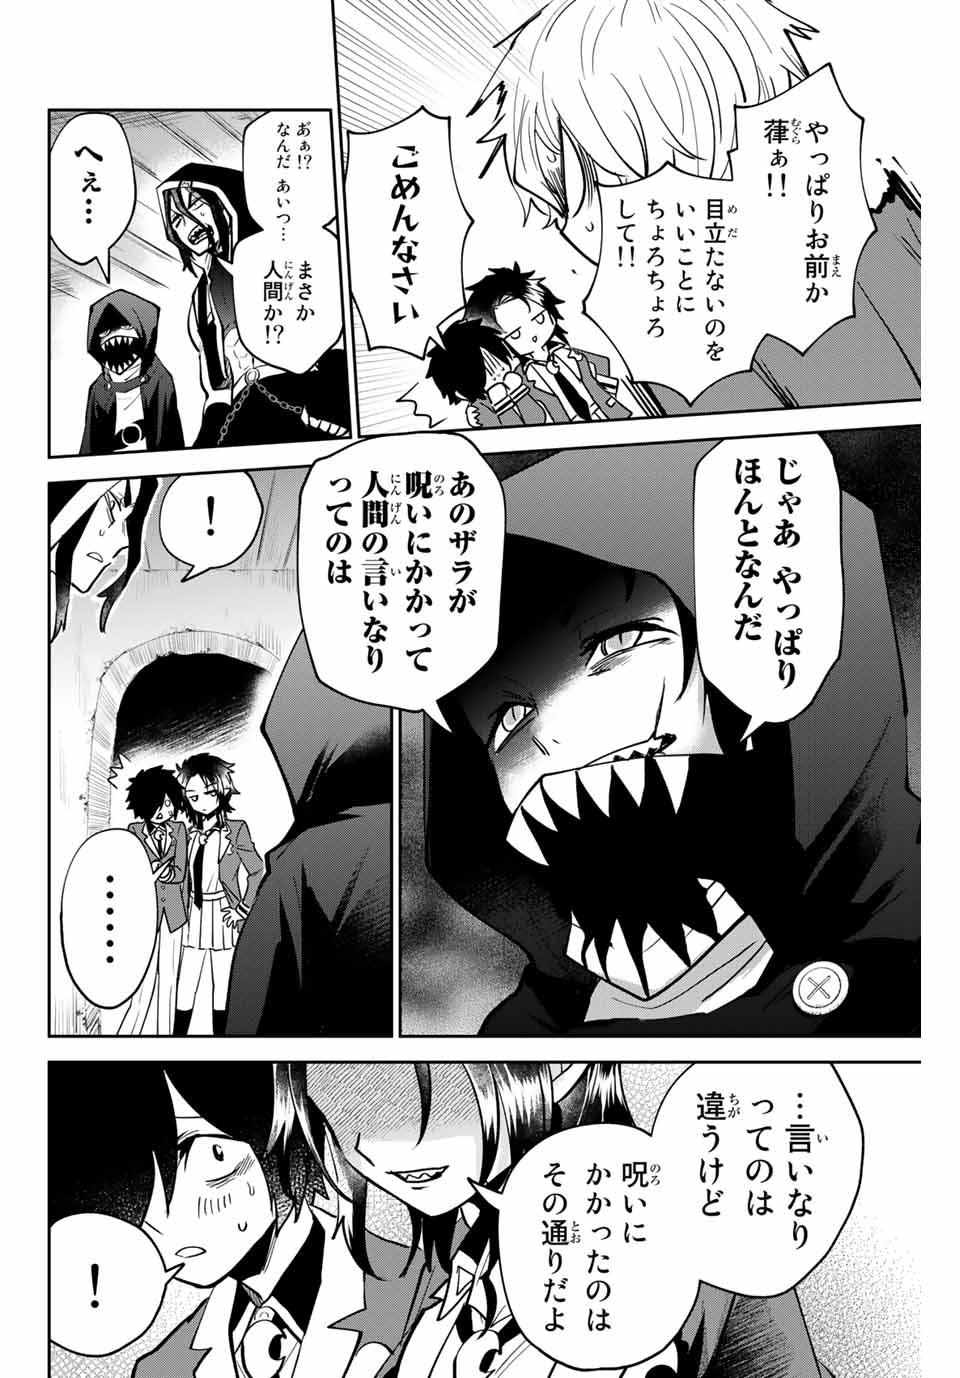 やっぱりお前か
葎ぁ!!
目立たないのを
いいことに
ちょろちょろ
して!!
ごめんなさい
あ゛ぁ!?
なんだ あいつ…
まさか
人間か!?
へぇ…
じゃあ やっぱり
ほんとなんだ
あのザラが
呪いにかかって
人間の言いなり
ってのは
!
……
…言いなり
ってのは
違うけど
呪いに
かかったのは
その通りだよ
!